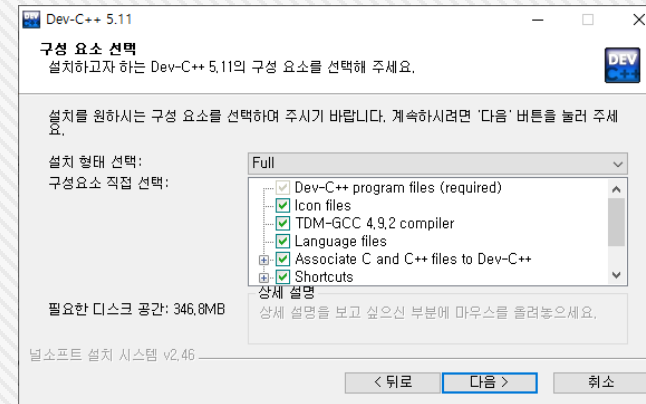 Dev-C++ 5.11
구성 요소 선택
설치하고자 하는 Dev-C++ 5.11의 구성 요소를 선택해 주세요.
DEV
C++
설치를 원하시는 구성 요소를 선택하여 주시기 바랍니다. 계속하시려면 '다음' 버튼을 눌러 주세
요.
설치 형태 선택:
Full
구성요소 직접 선택:
Dev-C++ program files (required)
Icon files
TDM-GCC 4.9.2 compiler
Language files
Associate C and C++ files to Dev-C++
Shortcuts
필요한 디스크 공간: 346.8MB
상세 설명
상세 설명을 보고 싶으신 부분에 마우스를 올려놓으세요.
널소프트 설치 시스템 v2.46
< 뒤로
다음 >
취소